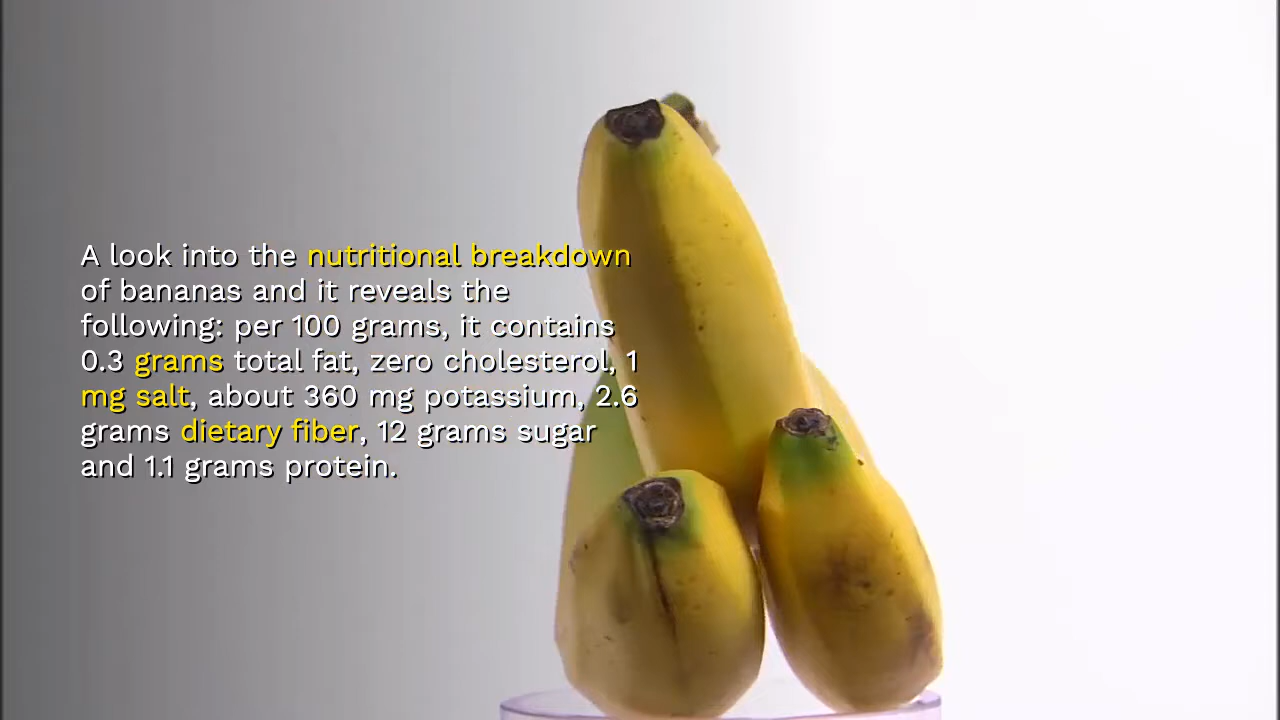 A look into the nutritional breakdown
of bananas and it reveals the
following: per 100 grams, it contains
0.3 grams total fat, zero cholesterol, 1
mg salt, about 360 mg potassium, 2.6
grams dietary fiber, 12 grams sugar
and 1.1 grams protein.